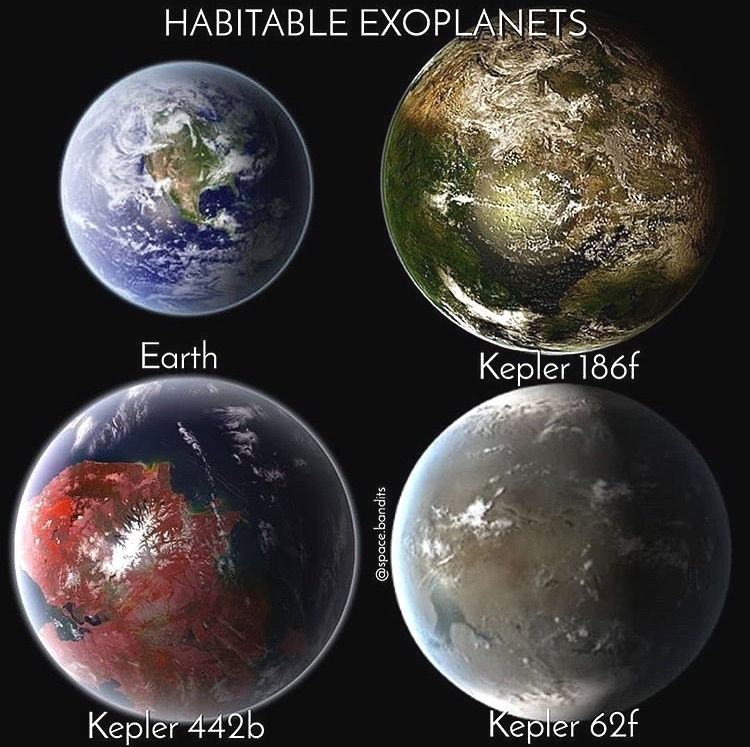 HABITABLE EXOPLANETS
Earth
Kepler 186f
@space.bandits
Kepler 442b
Kepler 62f